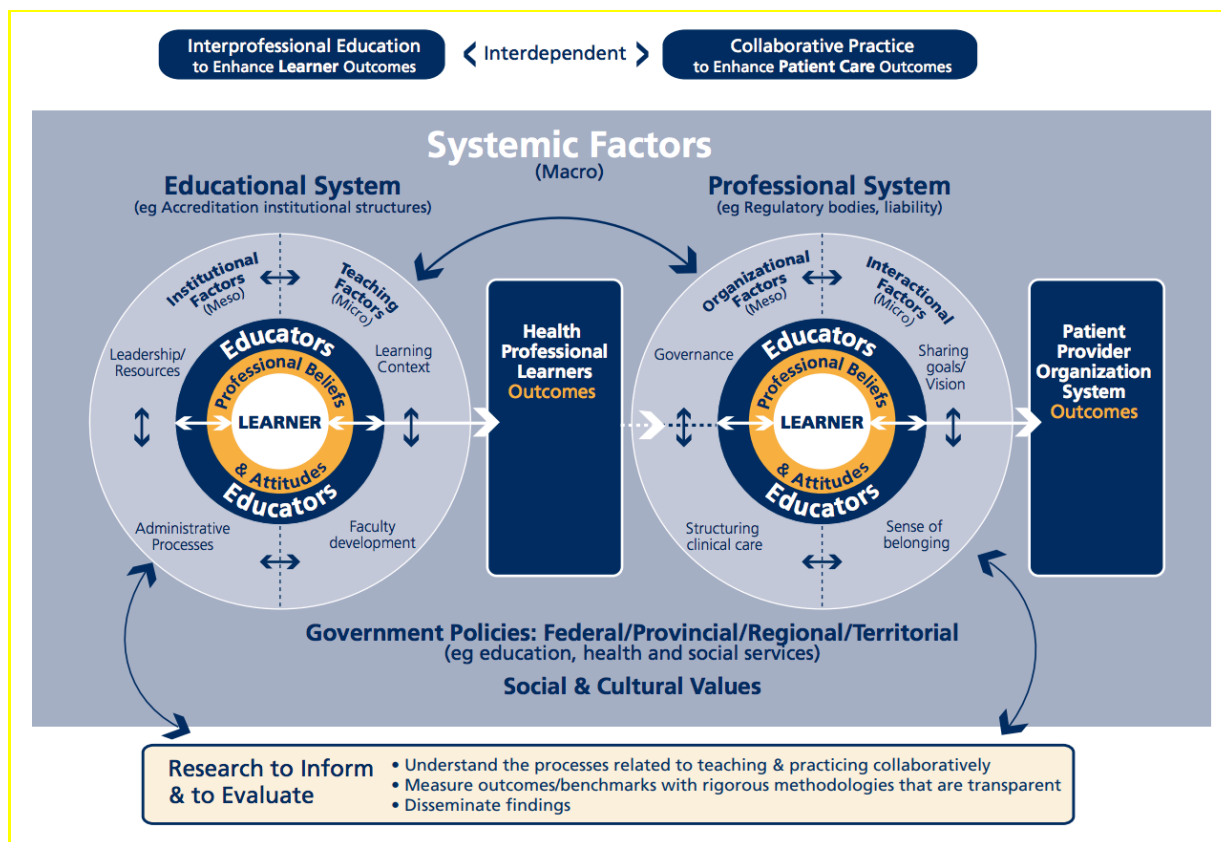 Interprofessional Education
to Enhance Learner Outcomes
Interdependent
Collaborative Practice
to Enhance Patient Care Outcomes
Systemic Factors
(Macro)
Educational System
(eg Accreditation institutional structures)
Professional System
(eg Regulatory bodies, liability)
Institutional
Factors
(Meso)
Teaching
Factors
(Micro)
Leadership/
Resources
Learning
Context
Educators
Professional Beliefs
LEARNER
& Attitudes
Educators
Administrative
Processes
Faculty
development
Health
Professional
Learners
Outcomes
Organizational
Factors
(Meso)
Interactional
Factors
(Micro)
Governance
Sharing
goals/
Vision
Educators
Professional Beliefs
LEARNER
& Attitudes
Educators
Structuring
clinical care
Sense of
belonging
Patient
Provider
Organization
System
Outcomes
Government Policies: Federal/Provincial/Regional/Territorial
(eg education, health and social services)
Social & Cultural Values
Research to Inform
& to Evaluate
• Understand the processes related to teaching & practicing collaboratively
• Measure outcomes/benchmarks with rigorous methodologies that are transparent
• Disseminate findings